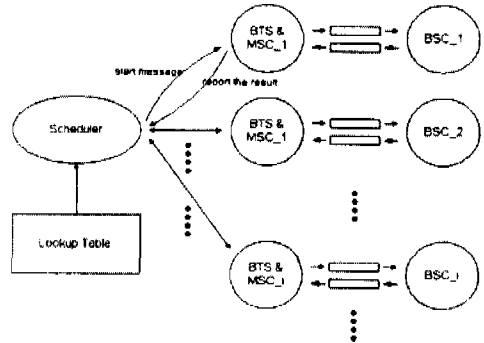 BTS &
MSC_1
BSC_1
start message
report the result
Scheduler
BTS &
MSC_1
BSC_2
Lookup Table
BTS &
MSC_i
BSC_i